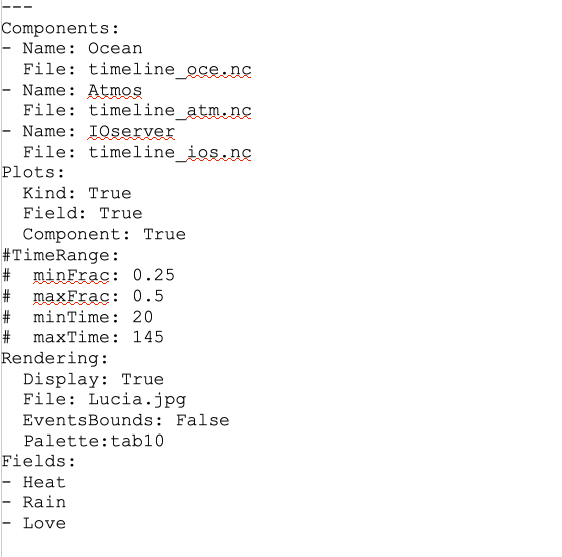 ---
Components:
- Name: Ocean
  File: timeline_oce.nc
- Name: Atmos
  File: timeline_atm.nc
- Name: IOserver
  File: timeline_ios.nc
Plots:
  Kind: True
  Field: True
  Component: True
#TimeRange:
#  minFrac: 0.25
#  maxFrac: 0.5
#  minTime: 20
#  maxTime: 145
Rendering:
  Display: True
  File: Lucia.jpg
  EventsBounds: False
  Palette:tab10
Fields:
- Heat
- Rain
- Love